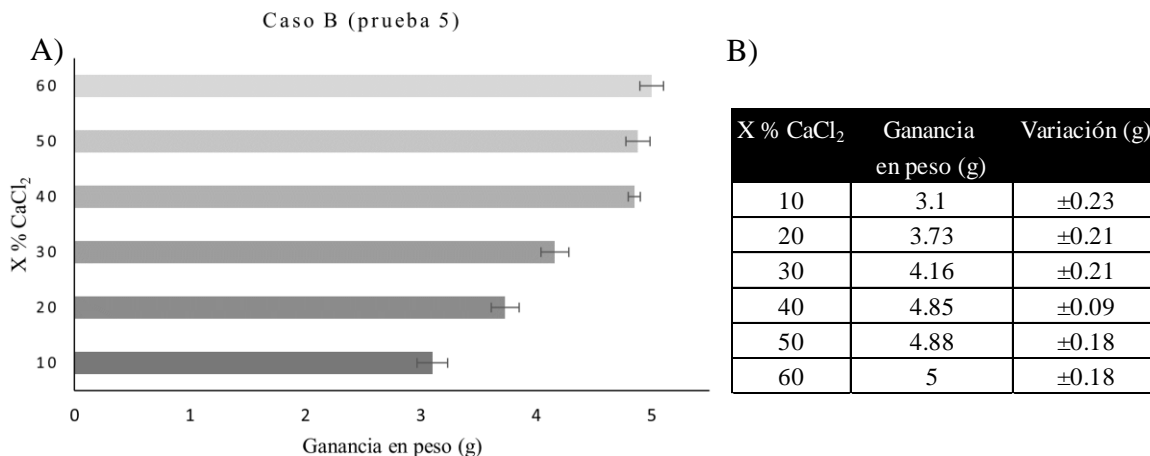 Caso B (prueba 5)
A)
X % CaCl₂
60
50
40
30
20
10
0 1 2 3 4 5
Ganancia en peso (g)
B)
X % CaCl₂ Ganancia en peso (g) Variación (g)
10 3.1 ±0.23
20 3.73 ±0.21
30 4.16 ±0.21
40 4.85 ±0.09
50 4.88 ±0.18
60 5 ±0.18